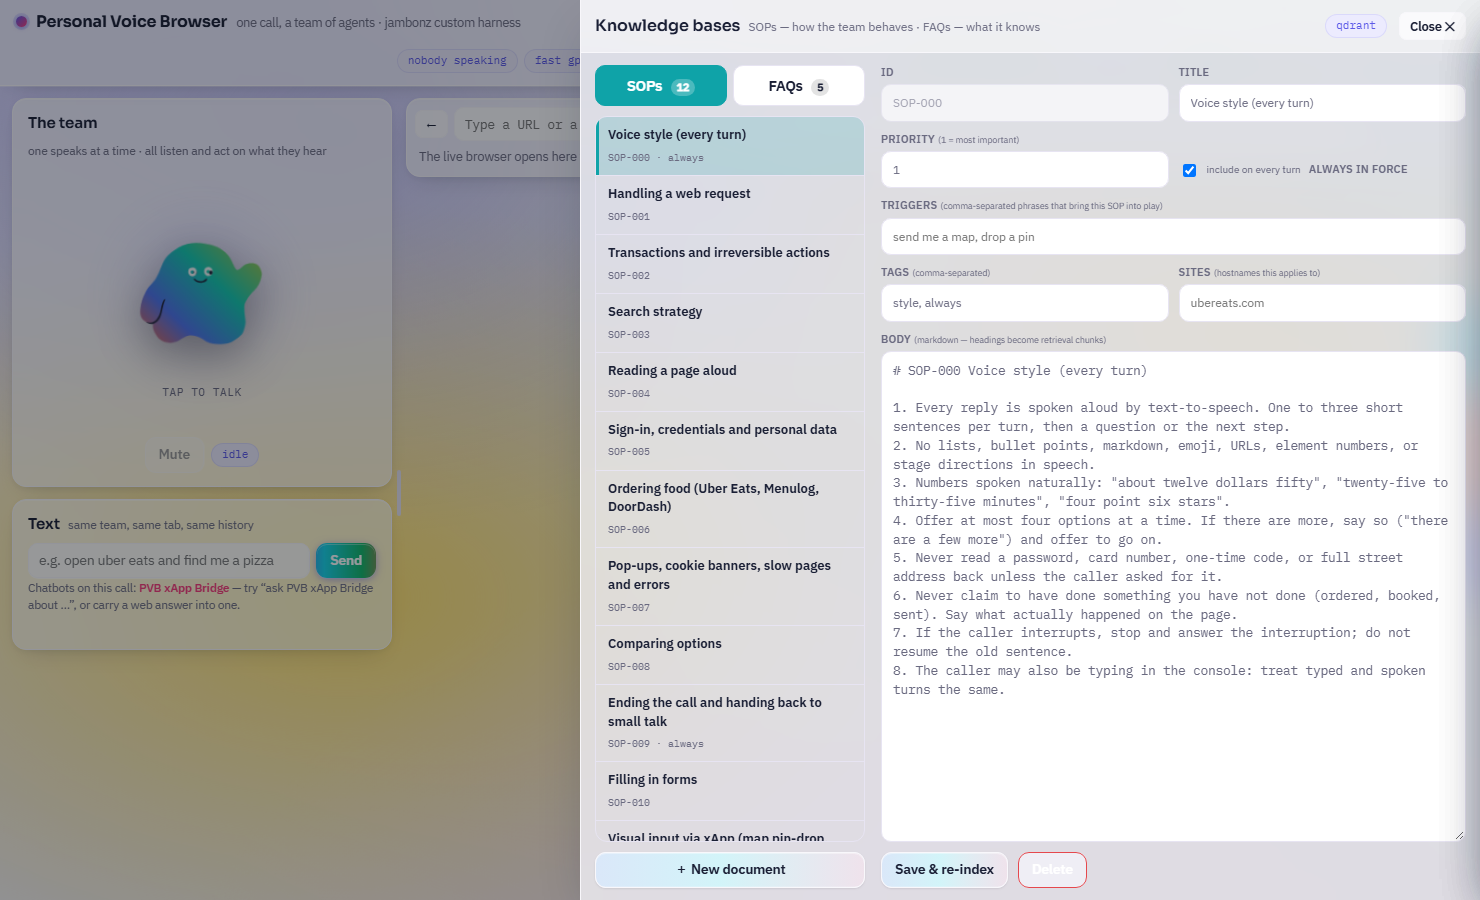 Personal Voice Browser one call, a team of agents · jambonz custom harness
nobody speaking
fast gp
The team
one speaks at a time · all listen and act on what they hear
TAP TO TALK
Mute
idle
Text same team, same tab, same history
e.g. open uber eats and find me a pizza
Send
Chatbots on this call: PVB xApp Bridge — try “ask PVB xApp Bridge
about …”, or carry a web answer into one.
←
Type a URL or a
The live browser opens here
Knowledge bases SOPs — how the team behaves · FAQs — what it knows
qdrant
Close ✕
SOPs 12
FAQs 5
Voice style (every turn)
SOP-000 · always
Handling a web request
SOP-001
Transactions and irreversible actions
SOP-002
Search strategy
SOP-003
Reading a page aloud
SOP-004
Sign-in, credentials and personal data
SOP-005
Ordering food (Uber Eats, Menulog,
DoorDash)
SOP-006
Pop-ups, cookie banners, slow pages
and errors
SOP-007
Comparing options
SOP-008
Ending the call and handing back to
small talk
SOP-009 · always
Filling in forms
SOP-010
Visual input via xApp (map pin-drop
+ New document
ID
SOP-000
TITLE
Voice style (every turn)
PRIORITY (1 = most important)
1
include on every turn ALWAYS IN FORCE
TRIGGERS (comma-separated phrases that bring this SOP into play)
send me a map, drop a pin
TAGS (comma-separated)
style, always
SITES (hostnames this applies to)
ubereats.com
BODY (markdown — headings become retrieval chunks)
# SOP-000 Voice style (every turn)
1. Every reply is spoken aloud by text-to-speech. One to three short
sentences per turn, then a question or the next step.
2. No lists, bullet points, markdown, emoji, URLs, element numbers, or
stage directions in speech.
3. Numbers spoken naturally: "about twelve dollars fifty", "twenty-five to
thirty-five minutes", "four point six stars".
4. Offer at most four options at a time. If there are more, say so ("there
are a few more") and offer to go on.
5. Never read a password, card number, one-time code, or full street
address back unless the caller asked for it.
6. Never claim to have done something you have not done (ordered, booked,
sent). Say what actually happened on the page.
7. If the caller interrupts, stop and answer the interruption; do not
resume the old sentence.
8. The caller may also be typing in the console: treat typed and spoken
turns the same.
Save & re-index
Delete